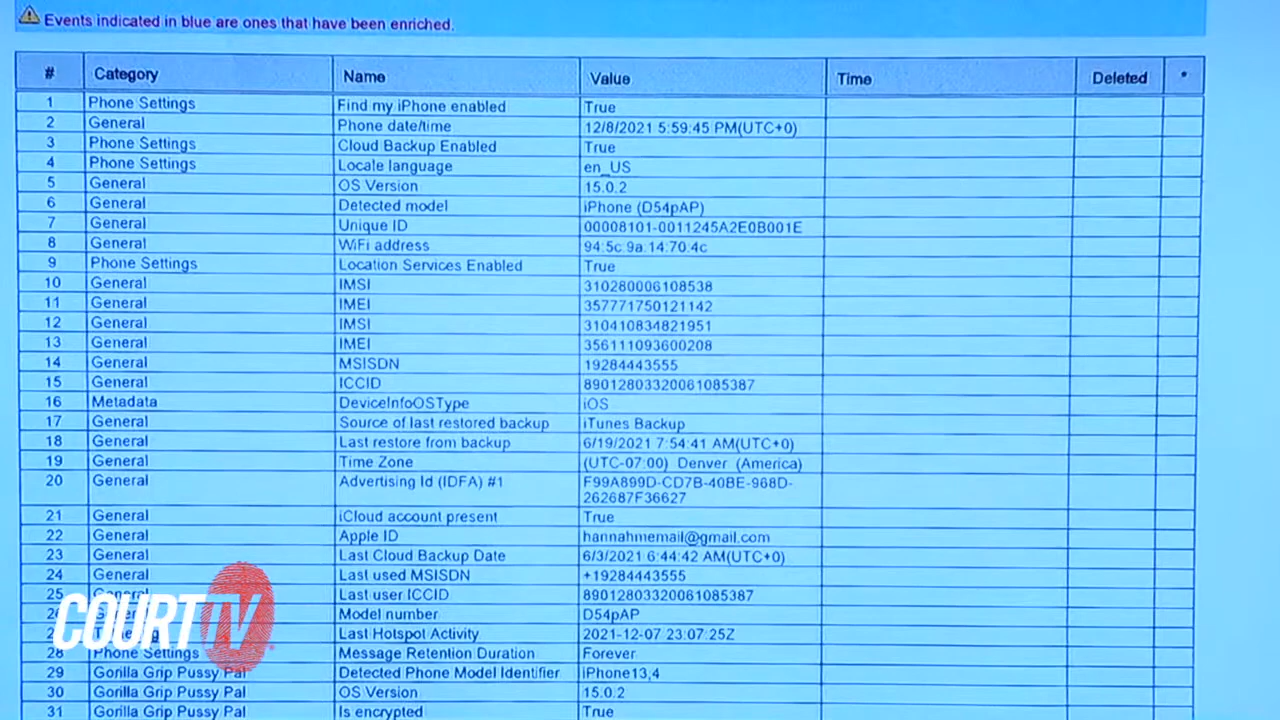 Events indicated in blue are ones that have been enriched.
# Category Name Value Time Deleted *
1 Phone Settings Find my iPhone enabled True
2 General Phone date/time 12/8/2021 5:59:45 PM(UTC+0)
3 Phone Settings Cloud Backup Enabled True
4 Phone Settings Locale language en_US
5 General OS Version 15.0.2
6 General Detected model iPhone (D54pAP)
7 General Unique ID 00008101-0011245A2E0B001E
8 General WiFi address 94:5c:9a:14:70:4c
9 Phone Settings Location Services Enabled True
10 General IMSI 310280006108538
11 General IMEI 357771750121142
12 General IMSI 310410834821951
13 General IMEI 356111093600208
14 General MSISDN 19284443555
15 General ICCID 89012803320061085387
16 Metadata DeviceInfoOSType iOS
17 General Source of last restored backup iTunes Backup
18 General Last restore from backup 6/19/2021 7:54:41 AM(UTC+0)
19 General Time Zone (UTC-07:00) Denver (America)
20 General Advertising Id (IDFA) #1 F99A899D-CD7B-40BE-968D-
262687F36627
21 General iCloud account present True
22 General Apple ID hannahmemail@gmail.com
23 General Last Cloud Backup Date 6/3/2021 6:44:42 AM(UTC+0)
24 General Last used MSISDN +19284443555
25 General Last user ICCID 89012803320061085387
26 Model number D54pAP
Last Hotspot Activity 2021-12-07 23:07:25Z
28 Phone Settings Message Retention Duration Forever
29 Gorilla Grip Pussy Pal Detected Phone Model Identifier iPhone13,4
30 Gorilla Grip Pussy Pal OS Version 15.0.2
31 Gorilla Grip Pussy Pal Is encrypted True
COURT TV